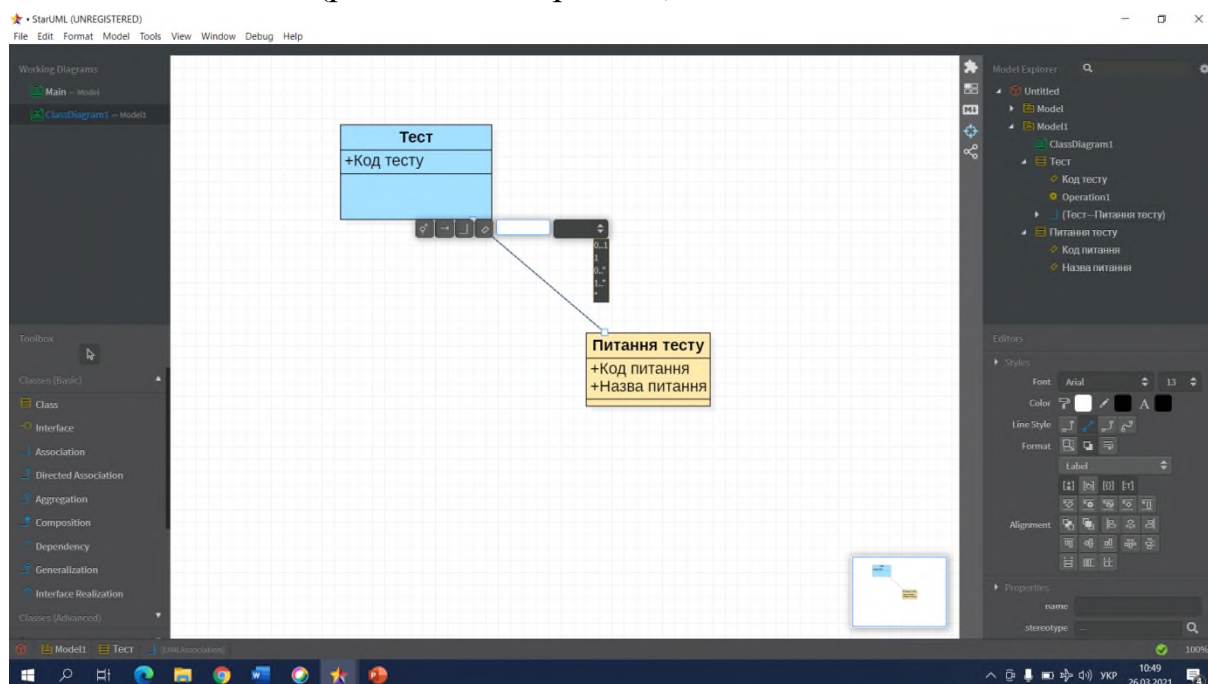 StarUML (UNREGISTERED)
File Edit Format Model Tools View Window Debug Help
Working Diagrams
Main — Model
ClassDiagram1 — Model1
Тест
+Код тесту
0..1
1
0..*
1..*
*
Питання тесту
+Код питання
+Назва питання
Toolbox
Classes (Basic)
Class
Interface
Association
Directed Association
Aggregation
Composition
Dependency
Generalization
Interface Realization
Classes (Advanced)
Model Explorer
Untitled
Model
Model1
ClassDiagram1
Тест
Код тесту
Operation1
(Тест—Питання тесту)
Питання тосту
Код питання
Назва питання
Editors
Styles
Font Arial 13
Color A
Line Style
Format
Label
Alignment
Properties
name
stereotype —
Model1 Тест [UMLAssociation] 100%
УКР 10:49
26.03.2021
4